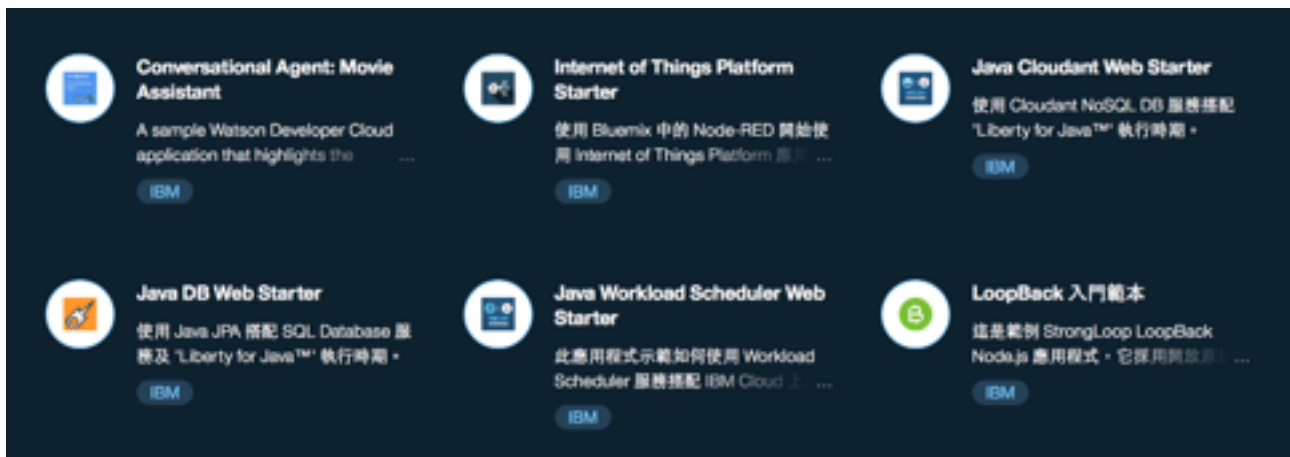 Conversational Agent: Movie
Assistant
A sample Watson Developer Cloud
application that highlights the ...
IBM
Internet of Things Platform
Starter
使用 Bluemix 中的 Node-RED 開始使
用 Internet of Things Platform 應用 ...
IBM
Java Cloudant Web Starter
使用 Cloudant NoSQL DB 服務搭配
"Liberty for Java™" 執行時期。
IBM
Java DB Web Starter
使用 Java JPA 搭配 SQL Database 服
務及 "Liberty for Java™" 執行時期。
IBM
Java Workload Scheduler Web
Starter
此應用程式示範如何使用 Workload
Scheduler 服務搭配 IBM Cloud 上 ...
IBM
LoopBack 入門範本
這是範例 StrongLoop LoopBack
Node.js 應用程式。它採用開放原 ...
IBM